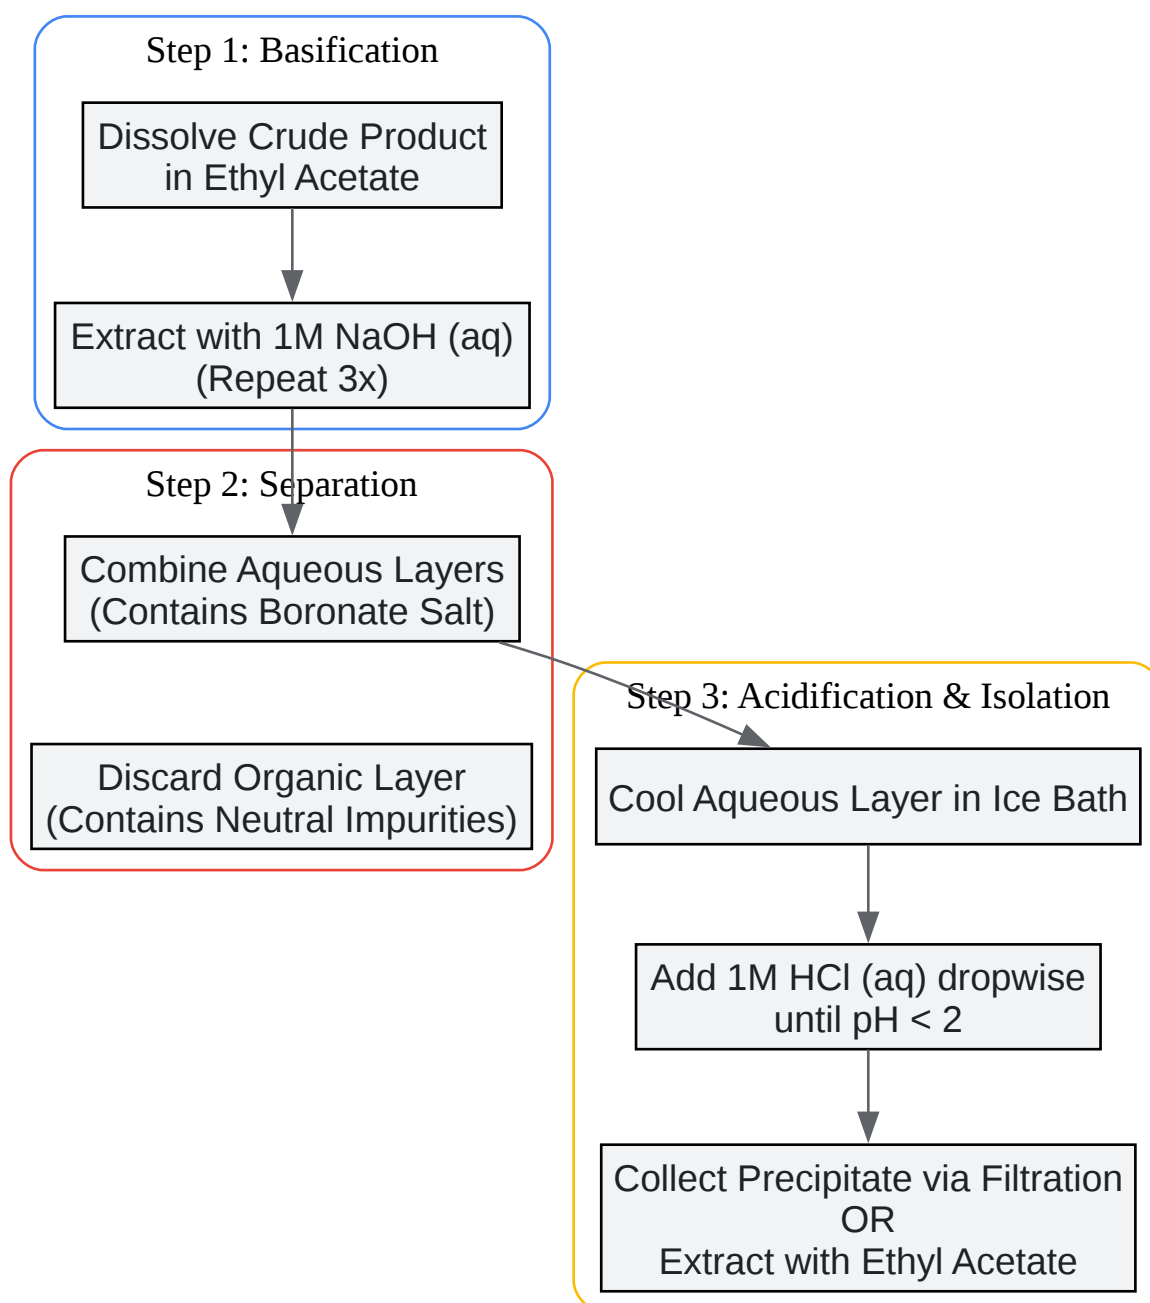 Step 1: Basification
Dissolve Crude Product
in Ethyl Acetate
Extract with 1M NaOH (aq)
(Repeat 3x)
Step 2: Separation
Combine Aqueous Layers
(Contains Boronate Salt)
Discard Organic Layer
(Contains Neutral Impurities)
Step 3: Acidification & Isolation
Cool Aqueous Layer in Ice Bath
Add 1M HCl (aq) dropwise
until pH < 2
Collect Precipitate via Filtration
OR
Extract with Ethyl Acetate